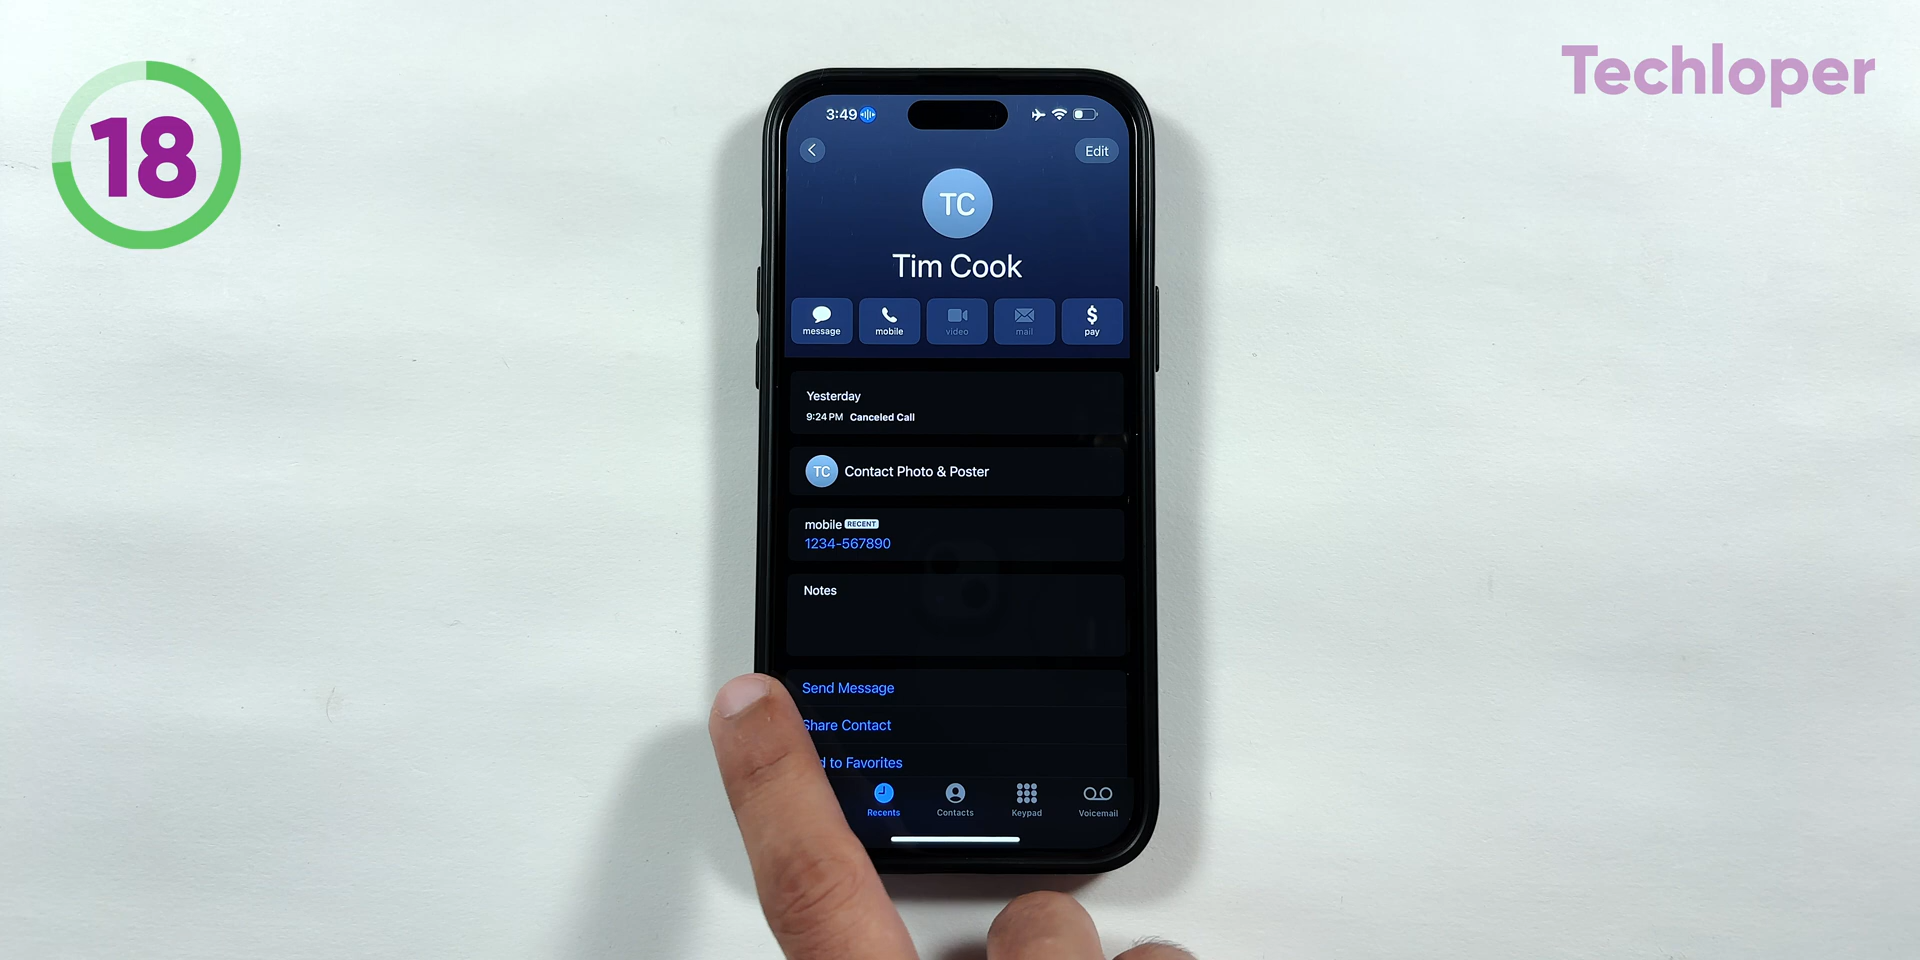 18
Techloper
3:49
Edit
TC
Tim Cook
message
mobile
video
mail
$
pay
Yesterday
9:24 PM Canceled Call
TC Contact Photo & Poster
mobile RECENT
1234-567890
Notes
Send Message
Share Contact
to Favorites
Recents
Contacts
Keypad
Voicemail